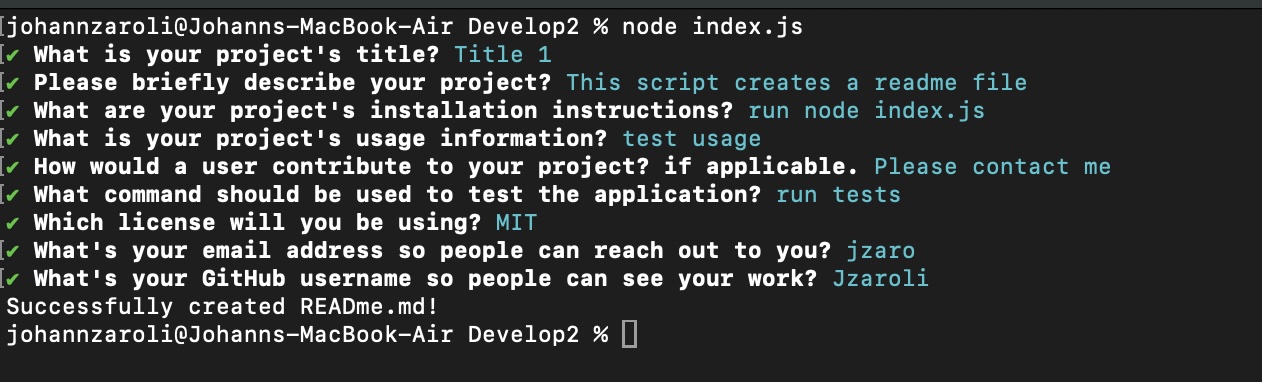 johannzaroli@Johanns-MacBook-Air Develop2 % node index.js
✔ What is your project's title? Title 1
✔ Please briefly describe your project? This script creates a readme file
✔ What are your project's installation instructions? run node index.js
✔ What is your project's usage information? test usage
✔ How would a user contribute to your project? if applicable. Please contact me
✔ What command should be used to test the application? run tests
✔ Which license will you be using? MIT
✔ What's your email address so people can reach out to you? jzaro
✔ What's your GitHub username so people can see your work? Jzaroli
Successfully created READme.md!
johannzaroli@Johanns-MacBook-Air Develop2 %